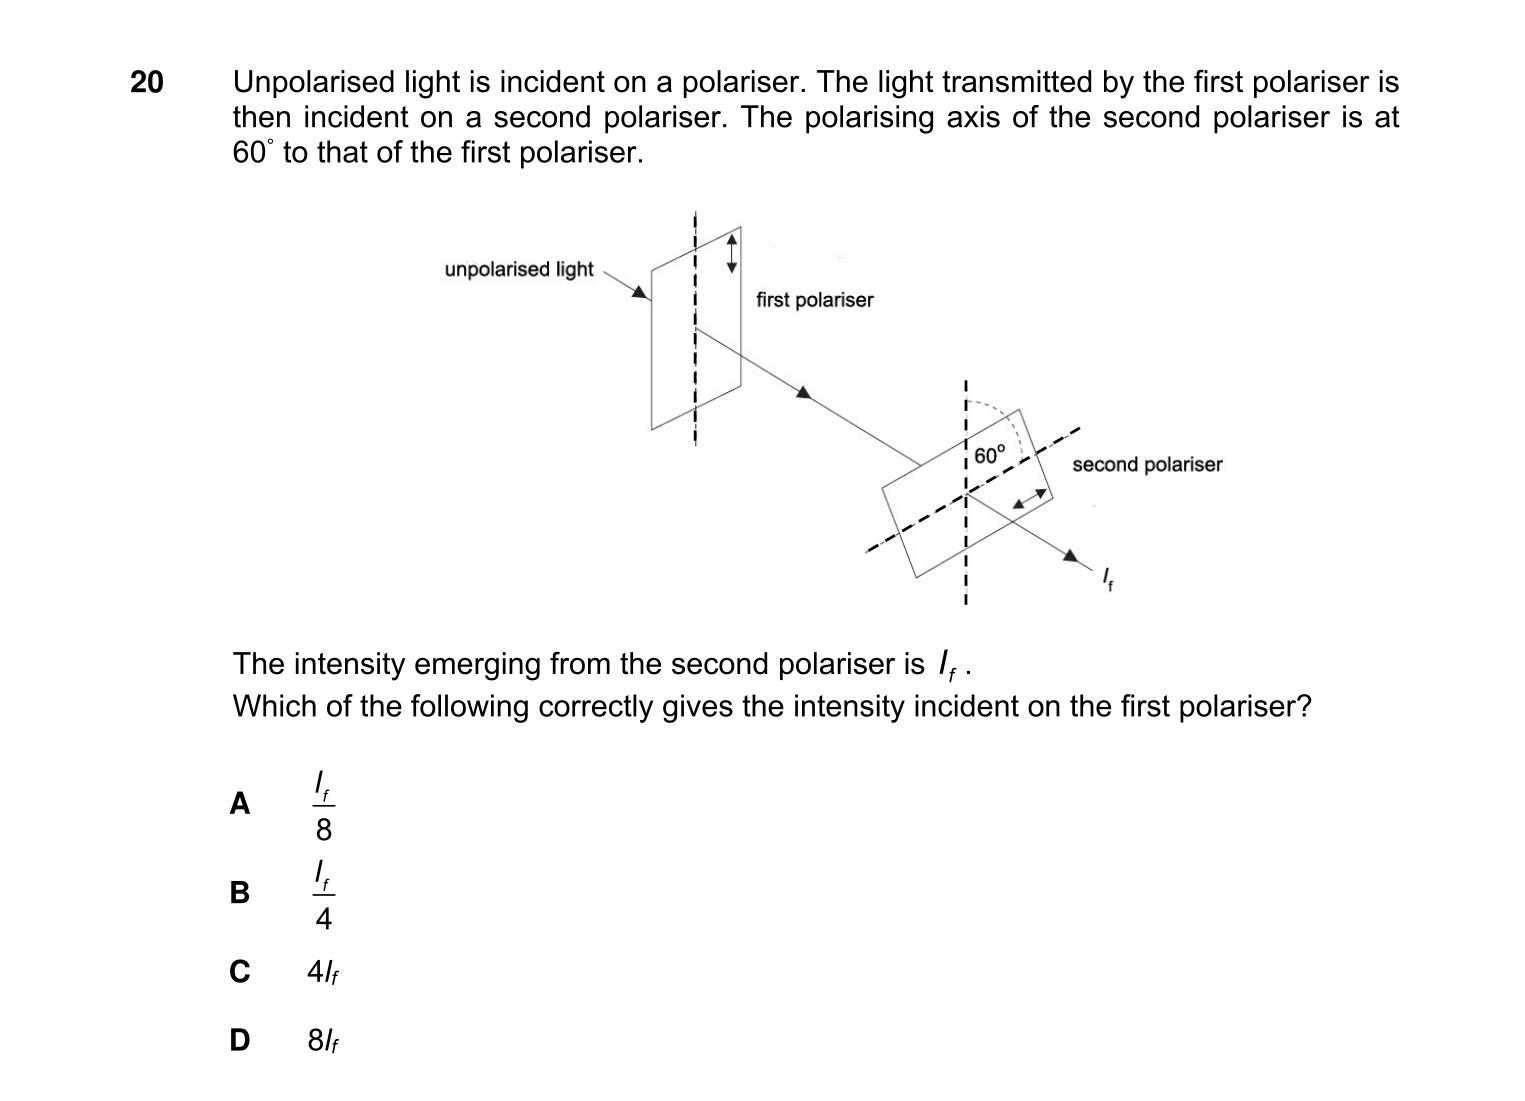 20 Unpolarised light is incident on a polariser. The light transmitted by the first polariser is
then incident on a second polariser. The polarising axis of the second polariser is at
60° to that of the first polariser.
unpolarised light
first polariser
60°
second polariser
I_f
The intensity emerging from the second polariser is I_f .
Which of the following correctly gives the intensity incident on the first polariser?
A I_f/8
B I_f/4
C 4I_f
D 8I_f